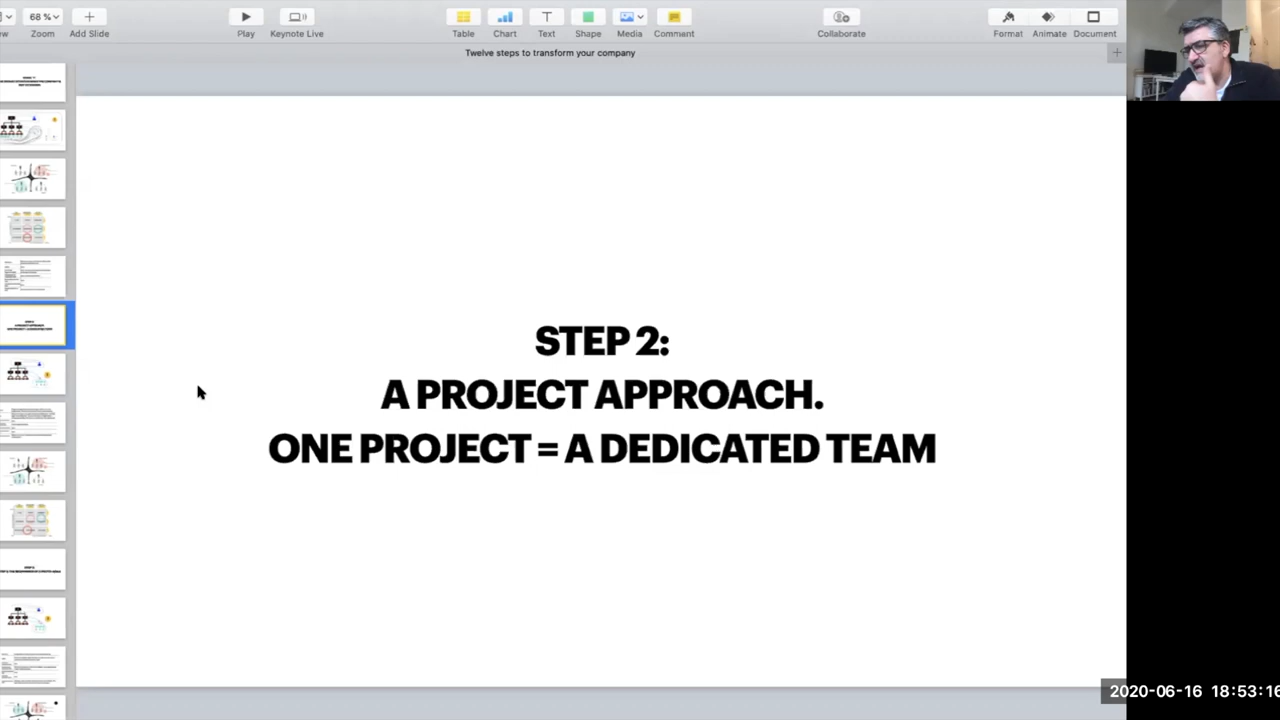 68 %
Zoom
Add Slide
Play
Keynote Live
Table
Chart
Text
Shape
Media
Comment
Collaborate
Format
Animate
Document
Twelve steps to transform your company
STEP 2:
A PROJECT APPROACH.
ONE PROJECT = A DEDICATED TEAM
2020-06-16 18:53:16